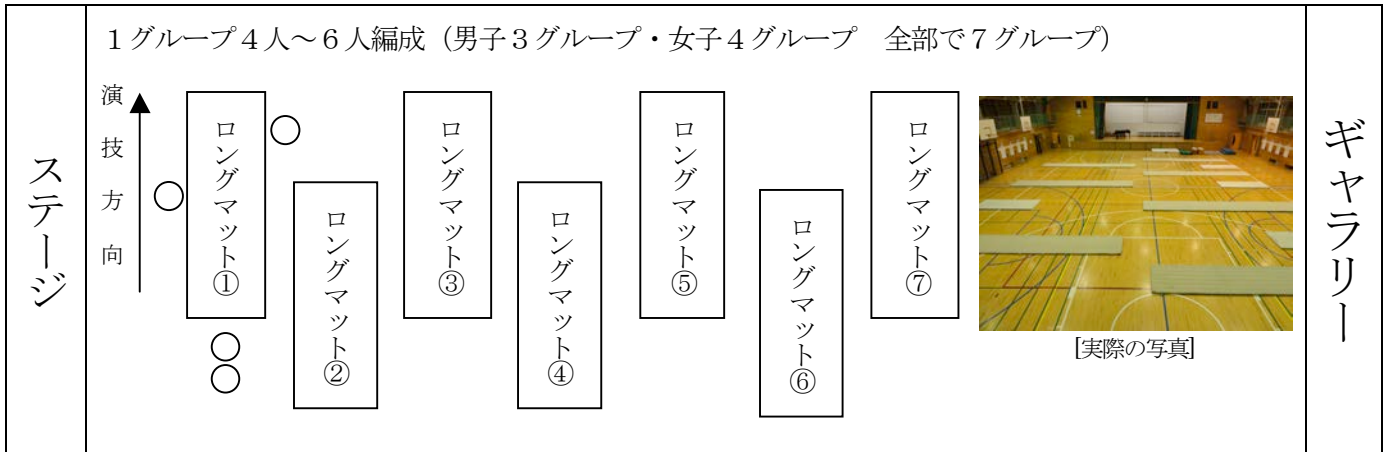 1グループ4人~6人編成(男子3グループ・女子4グループ 全部で7グループ)
ステージ
演技方向
ロングマット①
ロングマット②
ロングマット③
ロングマット④
ロングマット⑤
ロングマット⑥
ロングマット⑦
[実際の写真]
ギャラリー